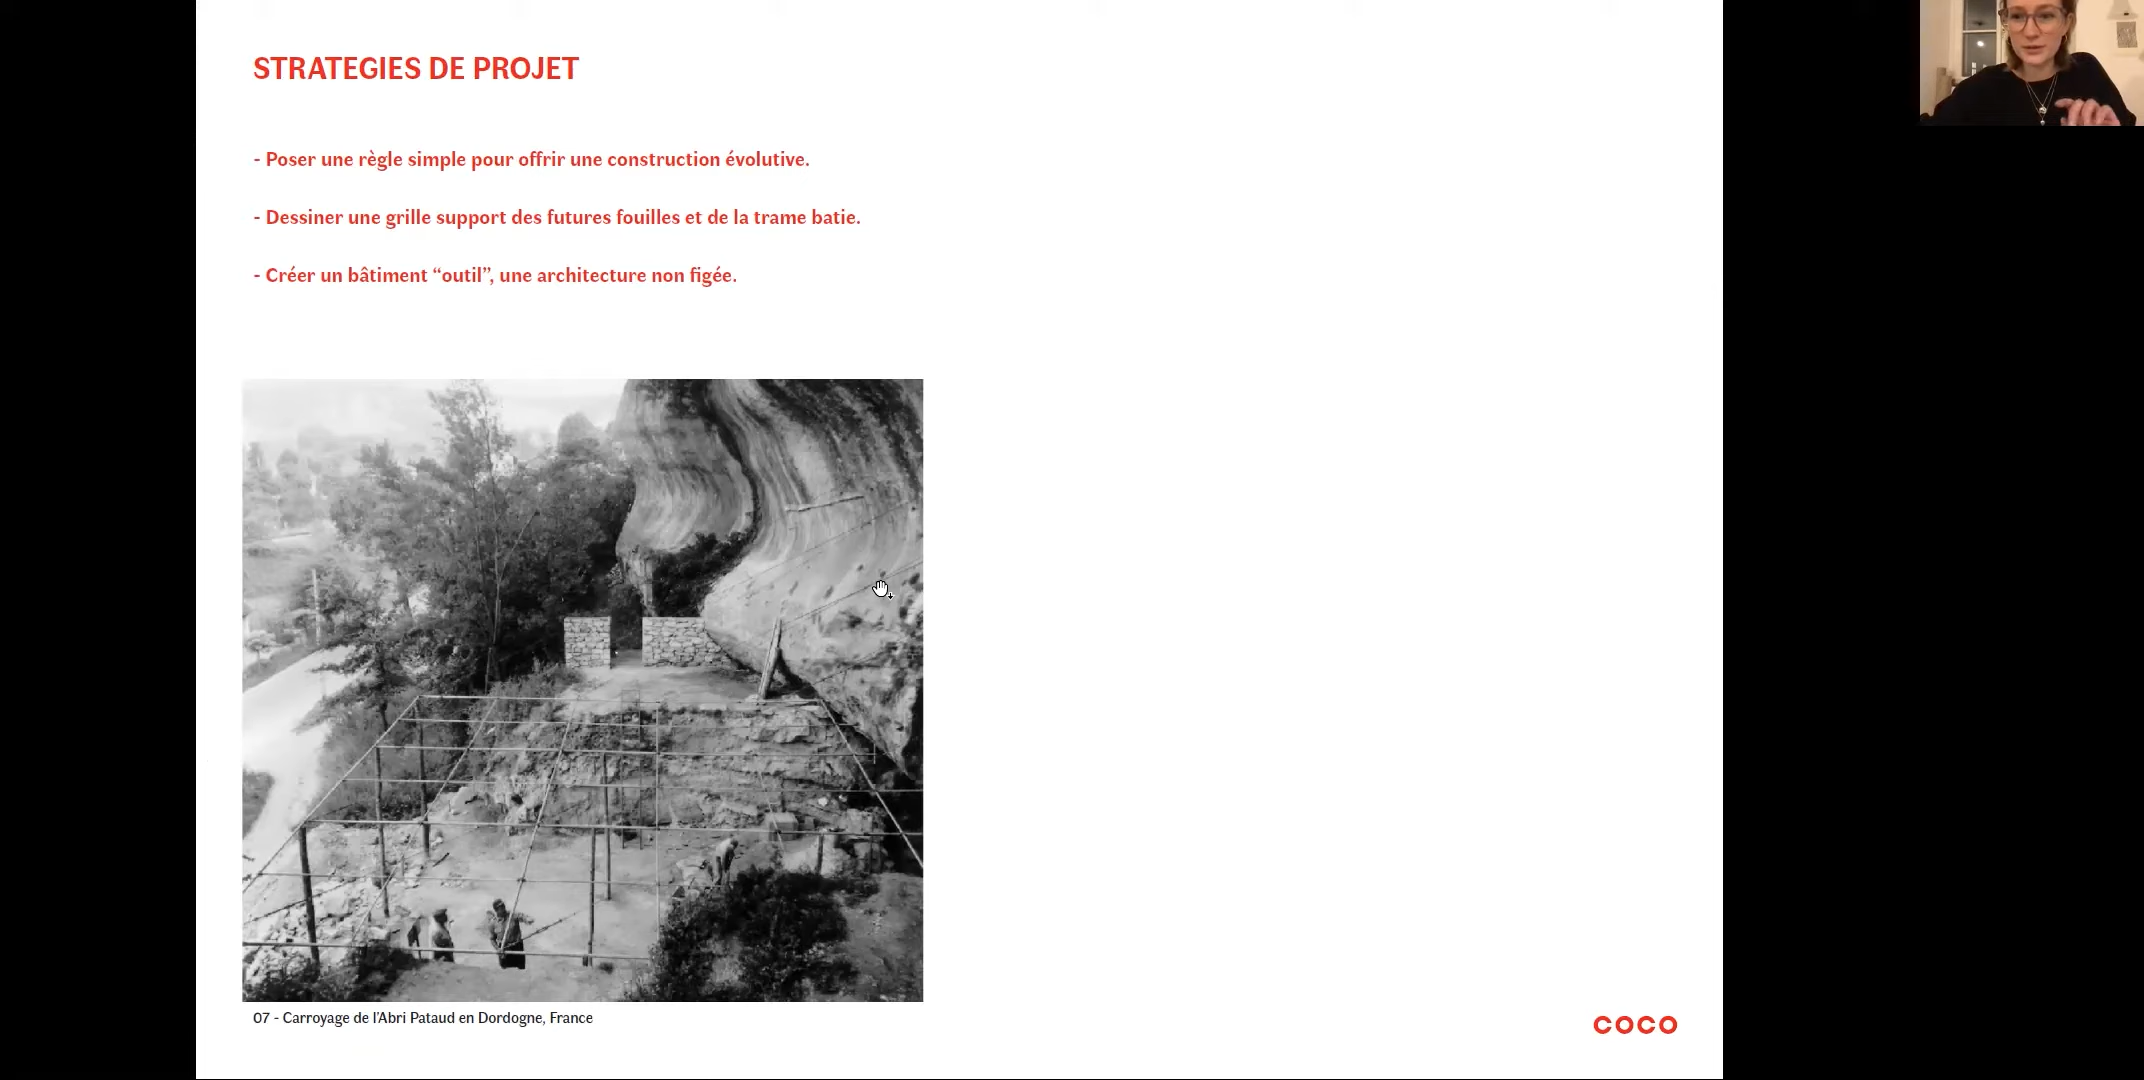 STRATEGIES DE PROJET
- Poser une règle simple pour offrir une construction évolutive.
- Dessiner une grille support des futures fouilles et de la trame batie.
- Créer un bâtiment “outil”, une architecture non figée.
07 - Carroyage de l'Abri Pataud en Dordogne, France
COCO